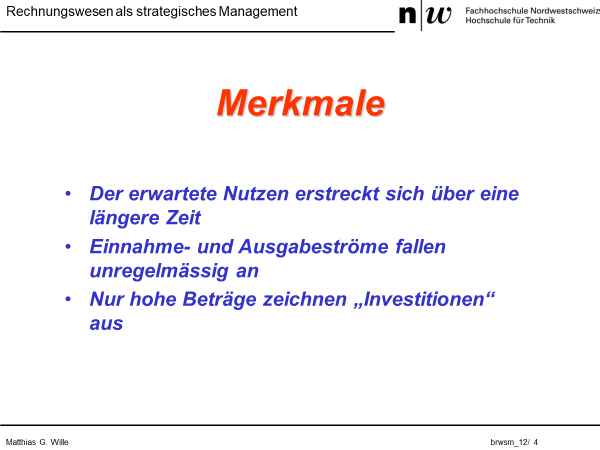 Rechnungswesen als strategisches Management
n|w Fachhochschule Nordwestschweiz
Hochschule für Technik
Merkmale
• Der erwartete Nutzen erstreckt sich über eine
längere Zeit
• Einnahme- und Ausgabeströme fallen
unregelmässig an
• Nur hohe Beträge zeichnen „Investitionen“
aus
Matthias G. Wille
brwsm_12/ 4